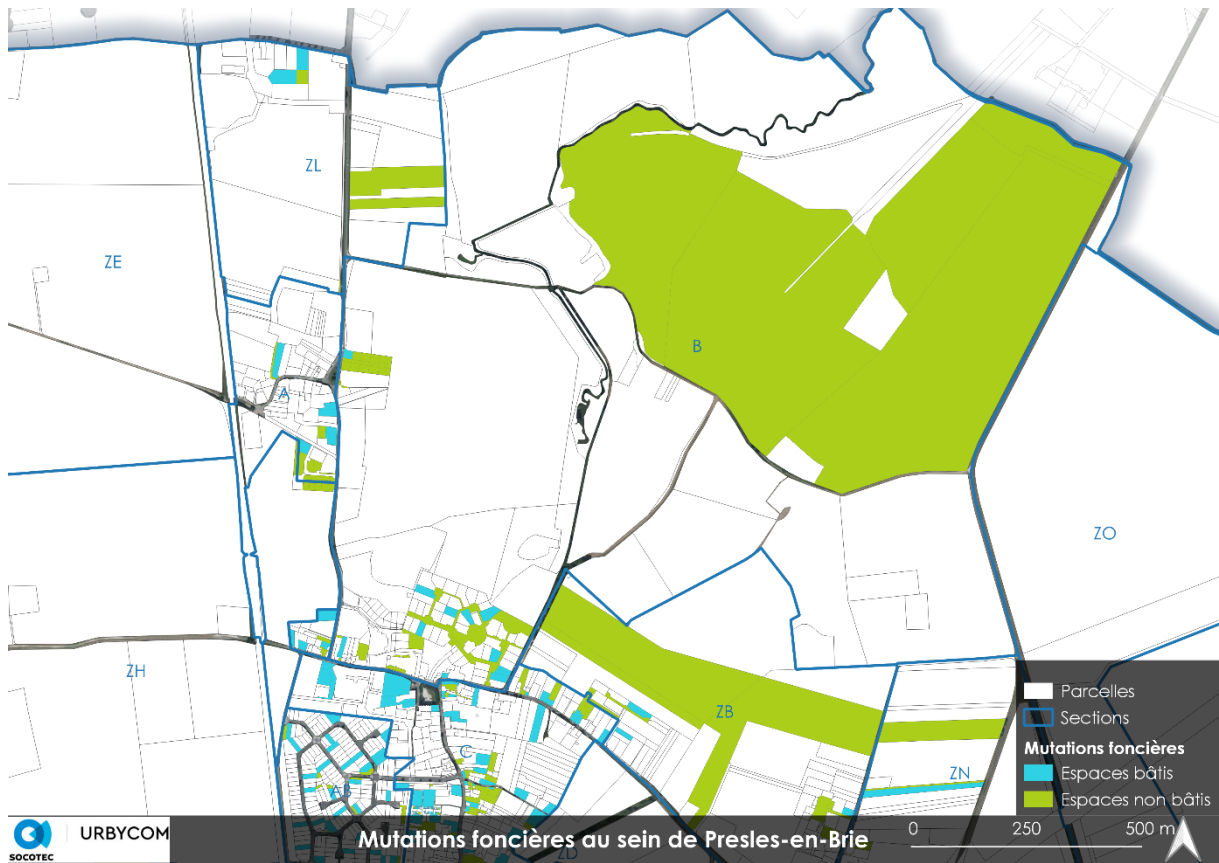 ZL
ZE
B
A
ZO
ZH
ZB
C
ZN
AB
ZD
Parcelles
Sections
Mutations foncières
Espaces bâtis
Espaces non bâtis
SOCOTEC
URBYCOM
Mutations foncières au sein de Presles-en-Brie
0 250 500 m